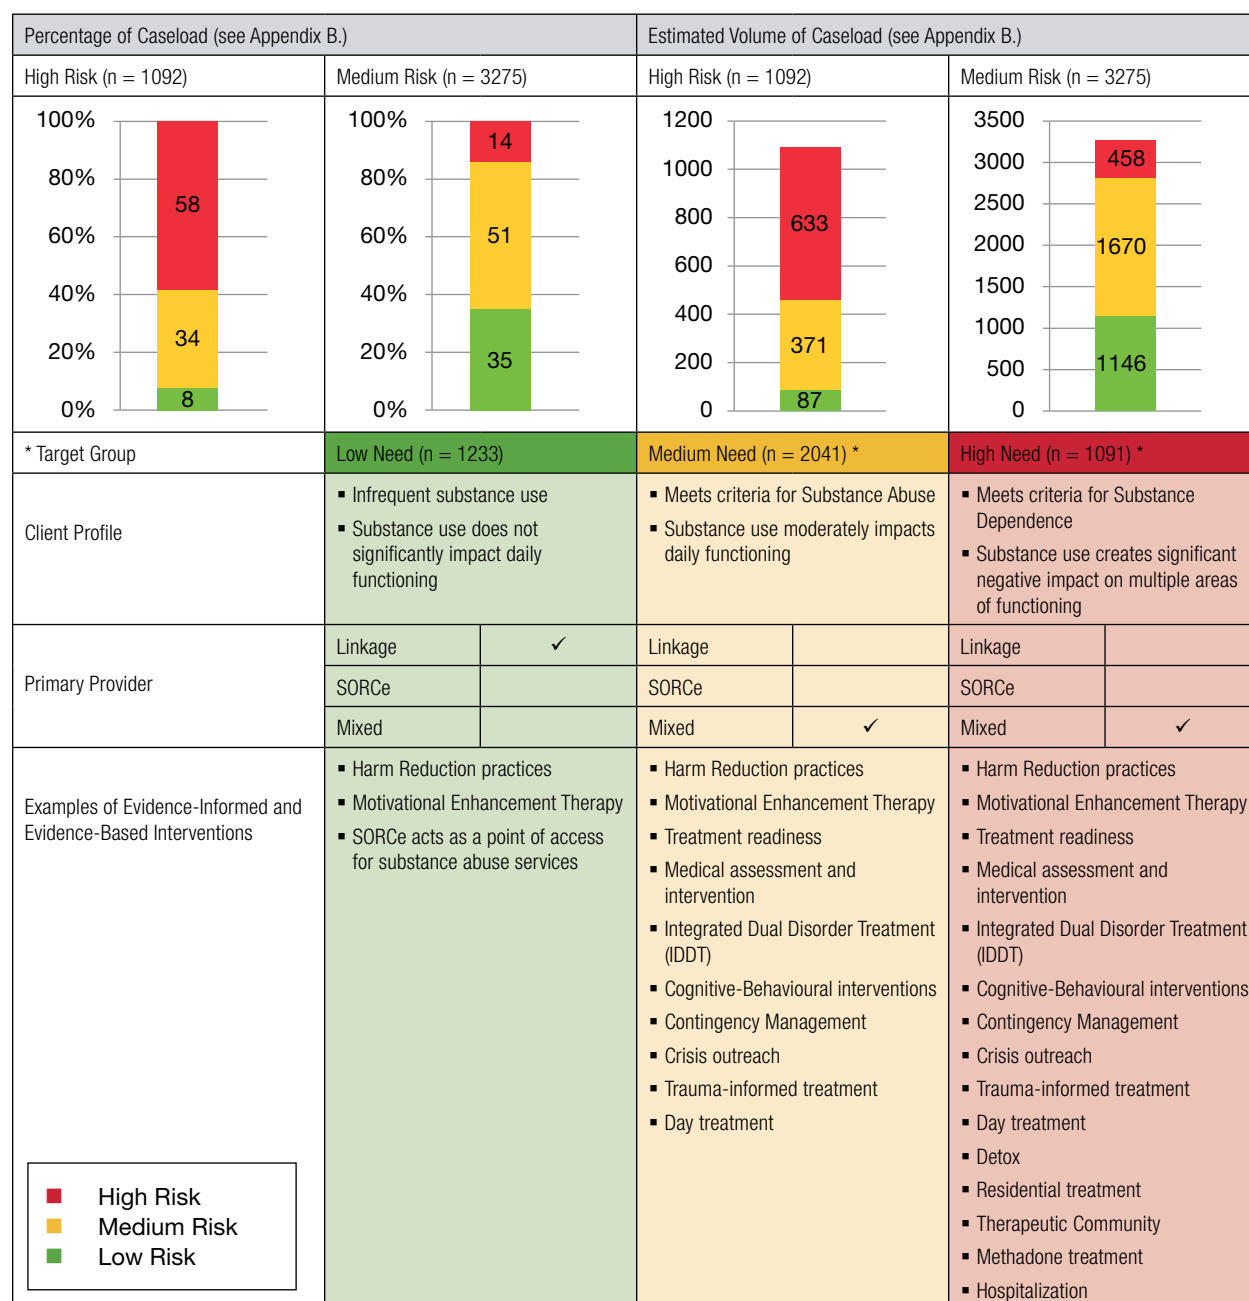 Percentage of Caseload (see Appendix B.)
Estimated Volume of Caseload (see Appendix B.)
High Risk (n = 1092)
Medium Risk (n = 3275)
High Risk (n = 1092)
Medium Risk (n = 3275)
100%
80%
60%
40%
20%
0%
58
34
8
100%
80%
60%
40%
20%
0%
14
51
35
1200
1000
800
600
400
200
0
633
371
87
3500
3000
2500
2000
1500
1000
500
0
458
1670
1146
* Target Group
Low Need (n = 1233)
Medium Need (n = 2041) *
High Need (n = 1091) *
Client Profile
▪ Infrequent substance use
▪ Substance use does not
significantly impact daily
functioning
▪ Meets criteria for Substance Abuse
▪ Substance use moderately impacts
daily functioning
▪ Meets criteria for Substance
Dependence
▪ Substance use creates significant
negative impact on multiple areas
of functioning
Primary Provider
Linkage ✓
SORCe
Mixed
Linkage
SORCe
Mixed ✓
Linkage
SORCe
Mixed ✓
Examples of Evidence-Informed and
Evidence-Based Interventions
▪ Harm Reduction practices
▪ Motivational Enhancement Therapy
▪ SORCe acts as a point of access
for substance abuse services
▪ Harm Reduction practices
▪ Motivational Enhancement Therapy
▪ Treatment readiness
▪ Medical assessment and
intervention
▪ Integrated Dual Disorder Treatment
(IDDT)
▪ Cognitive-Behavioural interventions
▪ Contingency Management
▪ Crisis outreach
▪ Trauma-informed treatment
▪ Day treatment
▪ Harm Reduction practices
▪ Motivational Enhancement Therapy
▪ Treatment readiness
▪ Medical assessment and
intervention
▪ Integrated Dual Disorder Treatment
(IDDT)
▪ Cognitive-Behavioural interventions
▪ Contingency Management
▪ Crisis outreach
▪ Trauma-informed treatment
▪ Day treatment
▪ Detox
▪ Residential treatment
▪ Therapeutic Community
▪ Methadone treatment
▪ Hospitalization
High Risk
Medium Risk
Low Risk